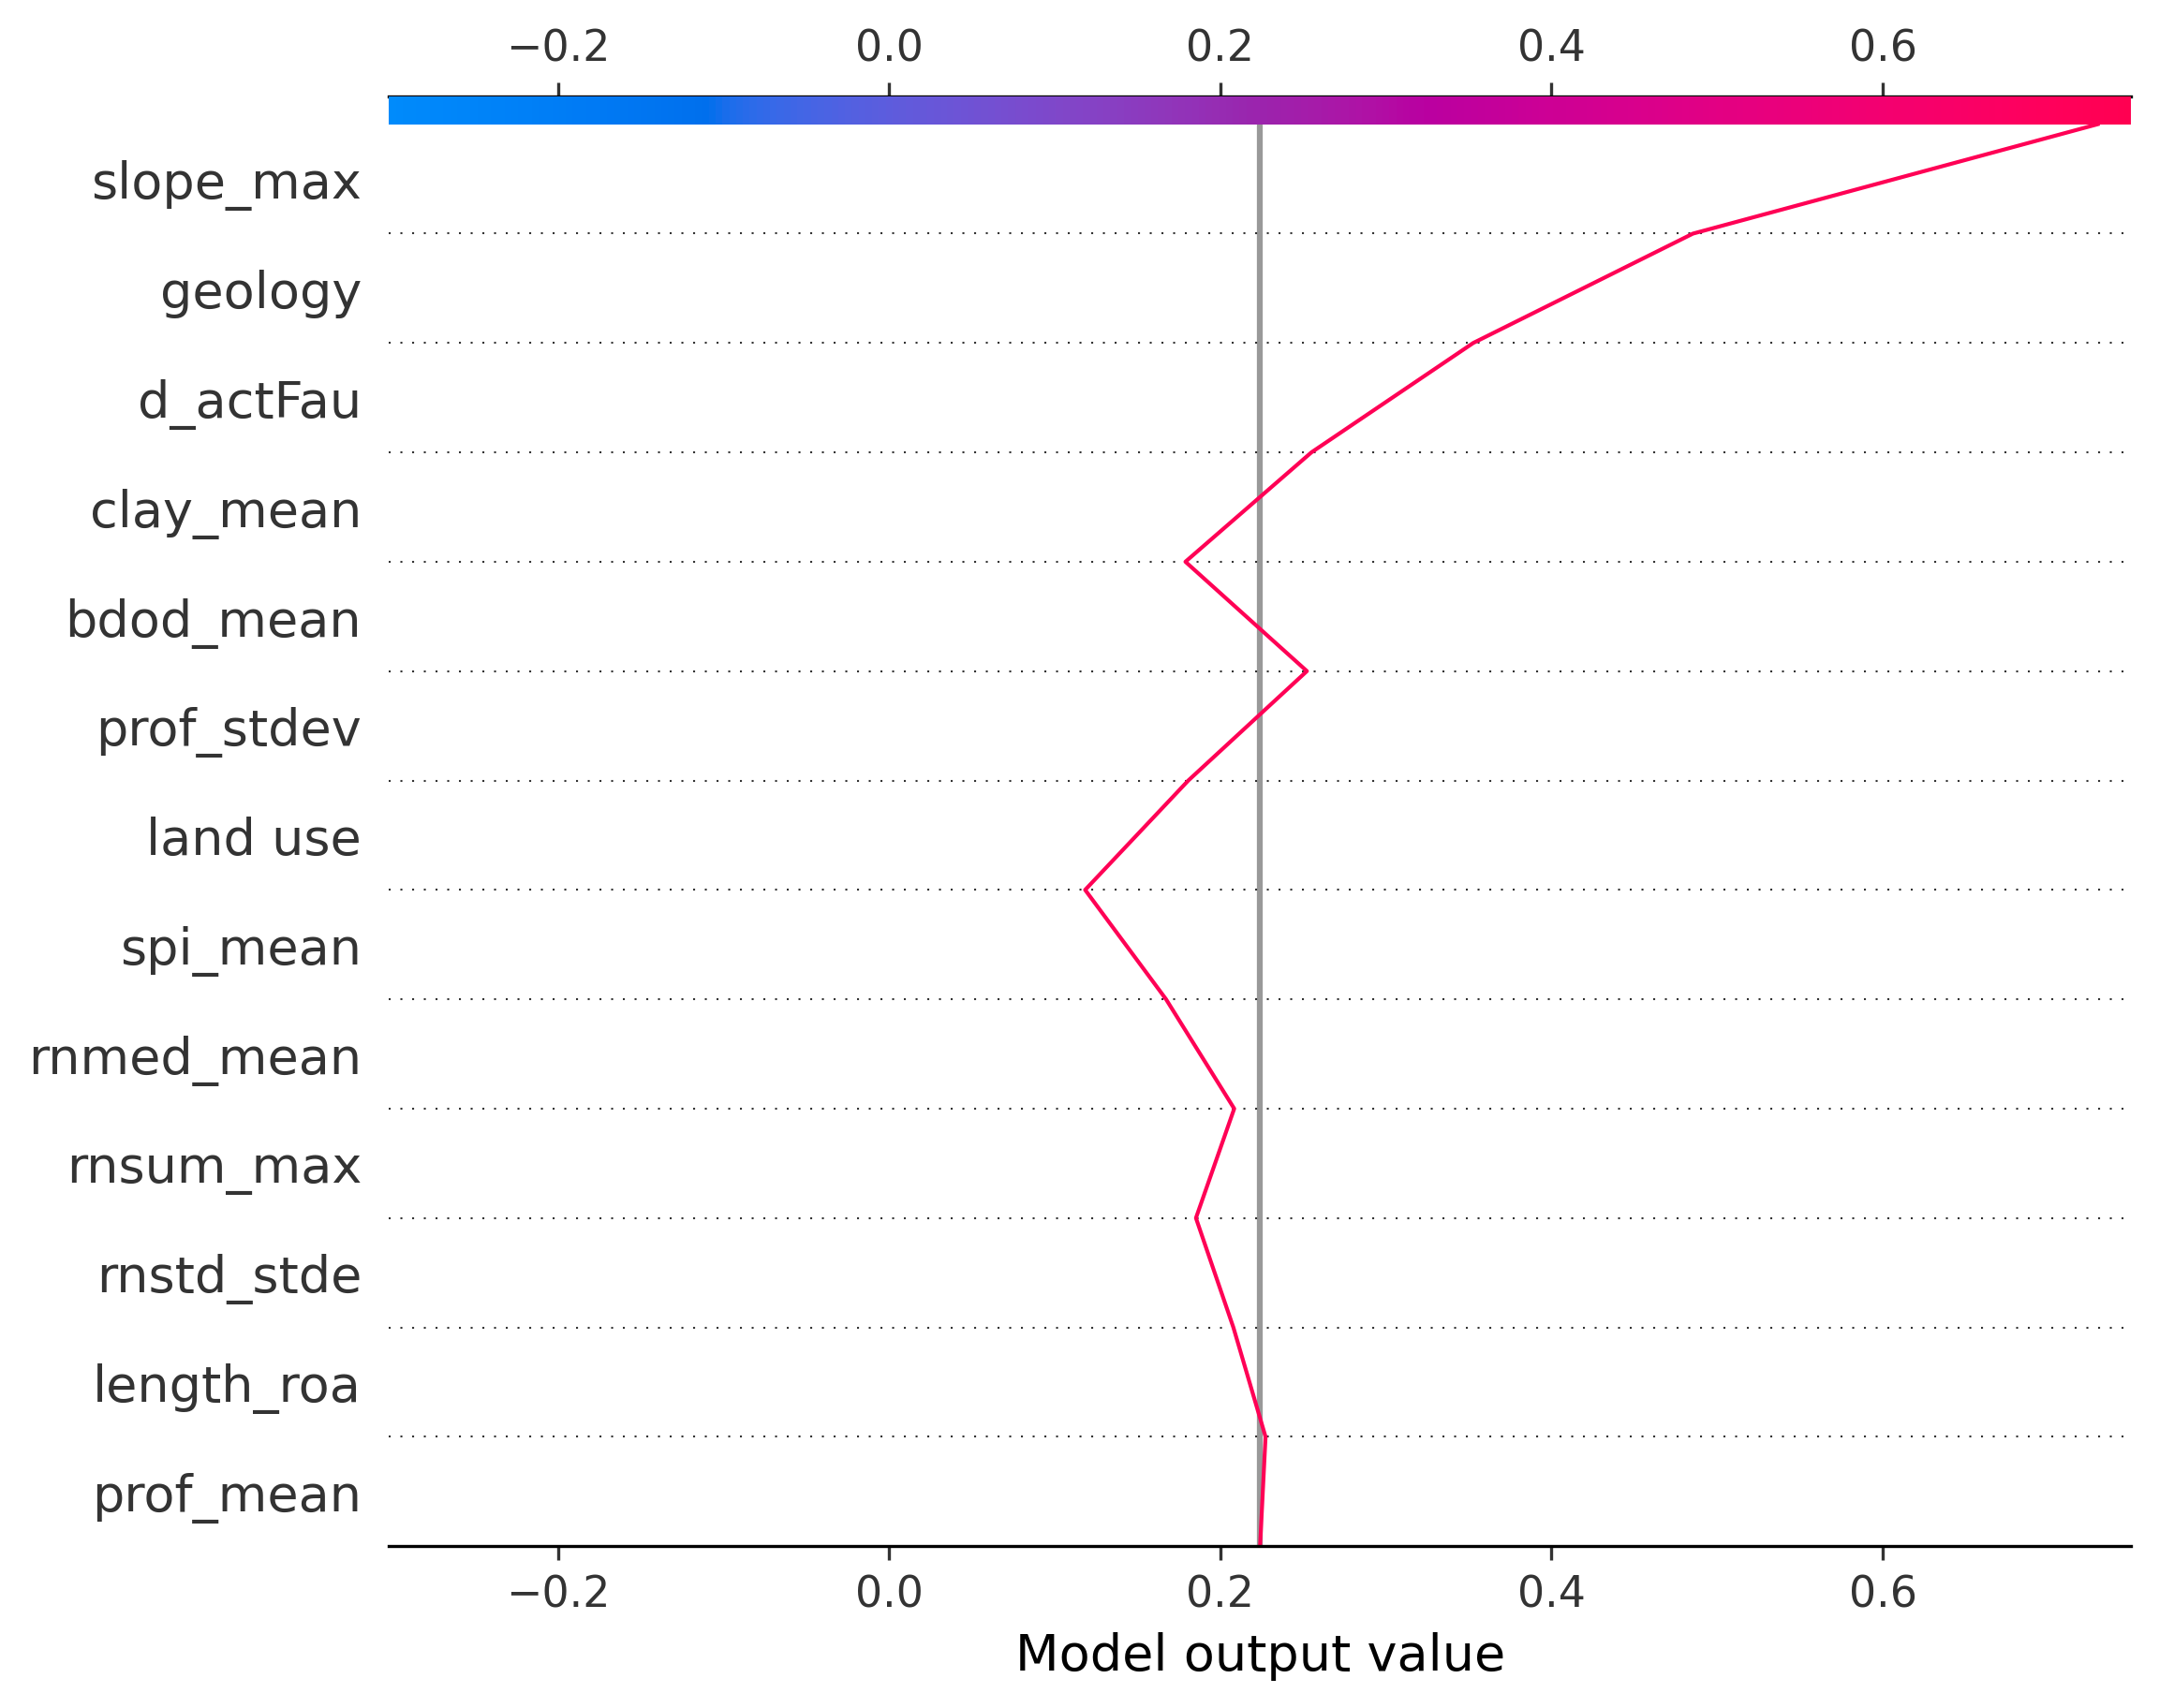 −0.2 0.0 0.2 0.4 0.6
slope_max
geology
d_actFau
clay_mean
bdod_mean
prof_stdev
land use
spi_mean
rnmed_mean
rnsum_max
rnstd_stde
length_roa
prof_mean
−0.2 0.0 0.2 0.4 0.6
Model output value